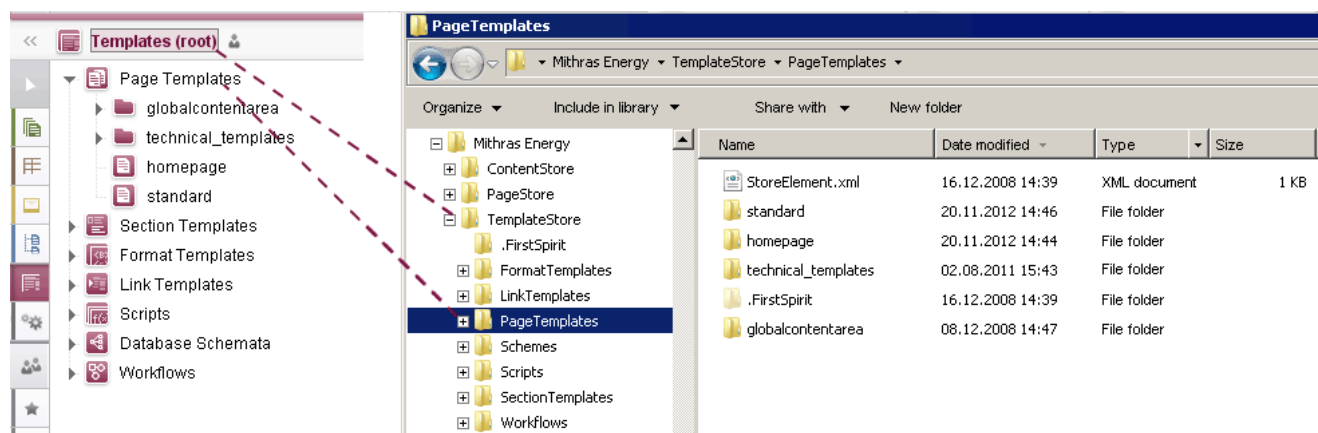 Templates (root)
Page Templates
globalcontentarea
technical_templates
homepage
standard
Section Templates
Format Templates
Link Templates
Scripts
Database Schemata
Workflows
PageTemplates
Mithras Energy TemplateStore PageTemplates
Organize Include in library Share with New folder
Mithras Energy
ContentStore
PageStore
TemplateStore
.FirstSpirit
FormatTemplates
LinkTemplates
PageTemplates
Schemes
Scripts
SectionTemplates
Workflows
Name Date modified Type Size
StoreElement.xml 16.12.2008 14:39 XML document 1 KB
standard 20.11.2012 14:46 File folder
homepage 20.11.2012 14:44 File folder
technical_templates 02.08.2011 15:43 File folder
.FirstSpirit 16.12.2008 14:39 File folder
globalcontentarea 08.12.2008 14:47 File folder